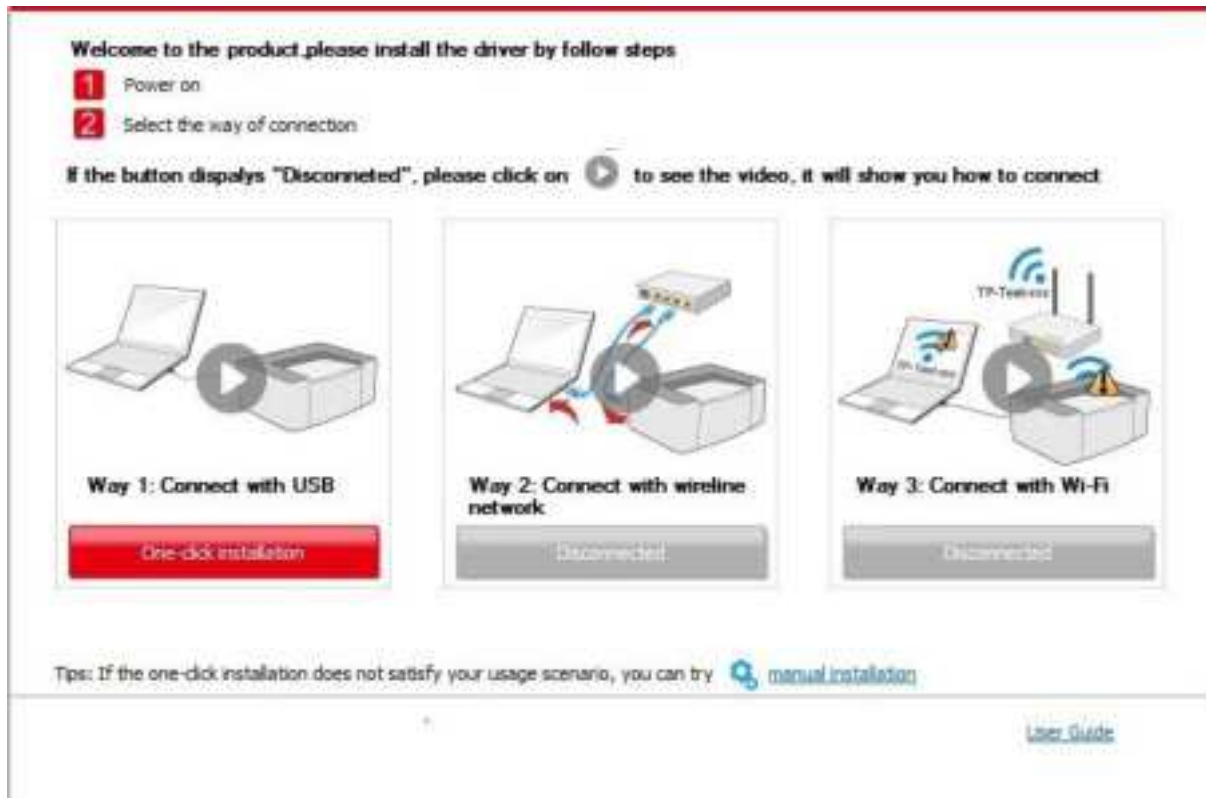 Welcome to the product,please install the driver by follow steps
1 Power on
2 Select the way of connection
If the button dispalys "Disconneted", please click on to see the video, it will show you how to connect
Way 1: Connect with USB
One-click installation
Way 2: Connect with wireline
network
Disconnected
TP-
TP-
Way 3: Connect with Wi-Fi
Disconnected
Tips: If the one-click installation does not satisfy your usage scenario, you can try manual installation
User Guide